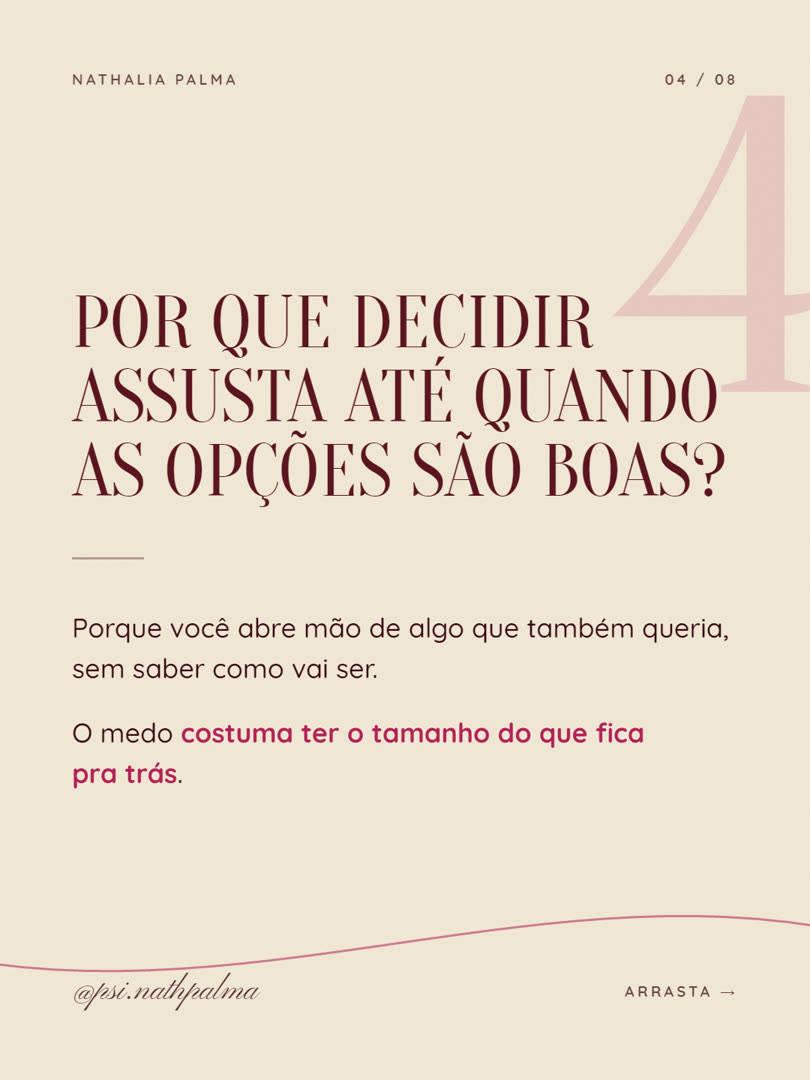 NATHALIA PALMA
04 / 08
4
POR QUE DECIDIR
ASSUSTA ATÉ QUANDO
AS OPÇÕES SÃO BOAS?
Porque você abre mão de algo que também queria,
sem saber como vai ser.
O medo costuma ter o tamanho do que fica
pra trás.
@psi.nathpalma
ARRASTA →